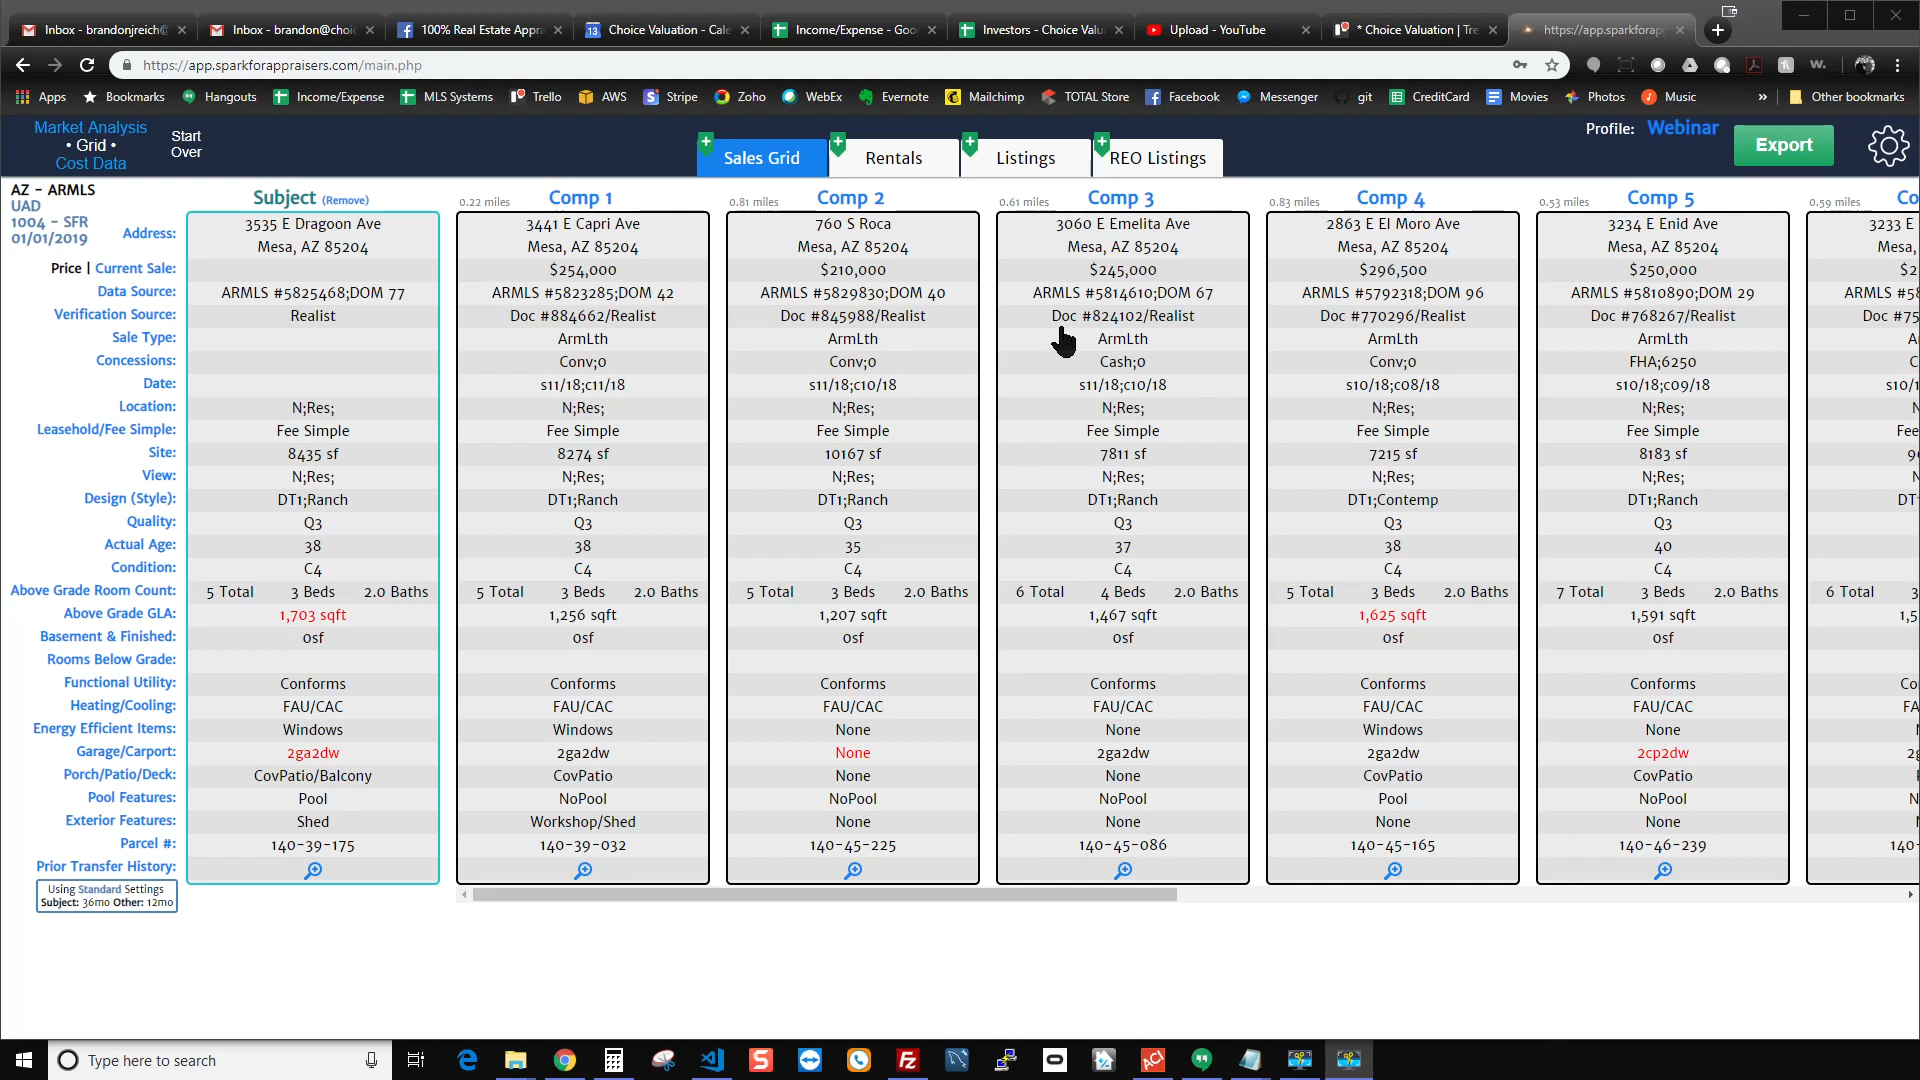 Inbox - brandonjreich@
Inbox - brandon@choi
100% Real Estate Appra
Choice Valuation - Cale
Income/Expense - Goo
Investors - Choice Valu
Upload - YouTube
* Choice Valuation | Tre
https://app.sparkforap
https://app.sparkforappraisers.com/main.php
Apps Bookmarks Hangouts Income/Expense MLS Systems Trello AWS Stripe Zoho WebEx Evernote Mailchimp TOTAL Store Facebook Messenger git CreditCard Movies Photos Music » Other bookmarks
Market Analysis
• Grid •
Cost Data
Start
Over
Sales Grid
Rentals
Listings
REO Listings
Profile: Webinar
Export
AZ - ARMLS
UAD
1004 - SFR
01/01/2019
Subject (Remove) 0.22 miles Comp 1 0.81 miles Comp 2 0.61 miles Comp 3 0.83 miles Comp 4 0.53 miles Comp 5 0.59 miles Co
Address: 3535 E Dragoon Ave 3441 E Capri Ave 760 S Roca 3060 E Emelita Ave 2863 E El Moro Ave 3234 E Enid Ave 3233 E
Mesa, AZ 85204 Mesa, AZ 85204 Mesa, AZ 85204 Mesa, AZ 85204 Mesa, AZ 85204 Mesa, AZ 85204 Mesa,
Price | Current Sale: $254,000 $210,000 $245,000 $296,500 $250,000 $2
Data Source: ARMLS #5825468;DOM 77 ARMLS #5823285;DOM 42 ARMLS #5829830;DOM 40 ARMLS #5814610;DOM 67 ARMLS #5792318;DOM 96 ARMLS #5810890;DOM 29 ARMLS #58
Verification Source: Realist Doc #884662/Realist Doc #845988/Realist Doc #824102/Realist Doc #770296/Realist Doc #768267/Realist Doc #75
Sale Type: ArmLth ArmLth ArmLth ArmLth ArmLth A
Concessions: Conv;0 Conv;0 Cash;0 Conv;0 FHA;6250 C
Date: s11/18;c11/18 s11/18;c10/18 s11/18;c10/18 s10/18;c08/18 s10/18;c09/18 s10/1
Location: N;Res; N;Res; N;Res; N;Res; N;Res; N;Res; N
Leasehold/Fee Simple: Fee Simple Fee Simple Fee Simple Fee Simple Fee Simple Fee Simple Fee
Site: 8435 sf 8274 sf 10167 sf 7811 sf 7215 sf 8183 sf 9
View: N;Res; N;Res; N;Res; N;Res; N;Res; N;Res; N
Design (Style): DT1;Ranch DT1;Ranch DT1;Ranch DT1;Ranch DT1;Contemp DT1;Ranch DT
Quality: Q3 Q3 Q3 Q3 Q3 Q3
Actual Age: 38 38 35 37 38 40
Condition: C4 C4 C4 C4 C4 C4
Above Grade Room Count: 5 Total 3 Beds 2.0 Baths 5 Total 3 Beds 2.0 Baths 5 Total 3 Beds 2.0 Baths 6 Total 4 Beds 2.0 Baths 5 Total 3 Beds 2.0 Baths 7 Total 3 Beds 2.0 Baths 6 Total 3
Above Grade GLA: 1,703 sqft 1,256 sqft 1,207 sqft 1,467 sqft 1,625 sqft 1,591 sqft 1,5
Basement & Finished: 0sf 0sf 0sf 0sf 0sf 0sf
Rooms Below Grade:
Functional Utility: Conforms Conforms Conforms Conforms Conforms Conforms Co
Heating/Cooling: FAU/CAC FAU/CAC FAU/CAC FAU/CAC FAU/CAC FAU/CAC FA
Energy Efficient Items: Windows Windows None None Windows None
Garage/Carport: 2ga2dw 2ga2dw None 2ga2dw 2ga2dw 2cp2dw 2g
Porch/Patio/Deck: CovPatio/Balcony CovPatio None None CovPatio CovPatio
Pool Features: Pool NoPool NoPool NoPool Pool NoPool N
Exterior Features: Shed Workshop/Shed None None None None
Parcel #: 140-39-175 140-39-032 140-45-225 140-45-086 140-45-165 140-46-239 140-
Prior Transfer History:
Using Standard Settings
Subject: 36mo Other: 12mo
Type here to search